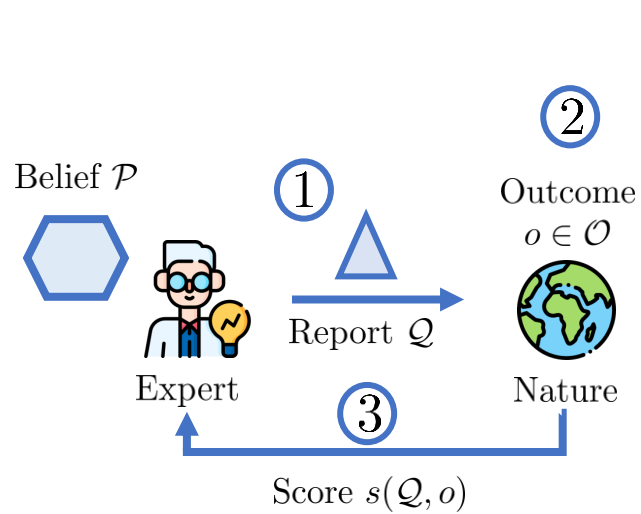 2
Belief 𝒫
1
Outcome
o ∈ 𝒪
Report 𝒬
Expert
Nature
3
Score s(𝒬, o)